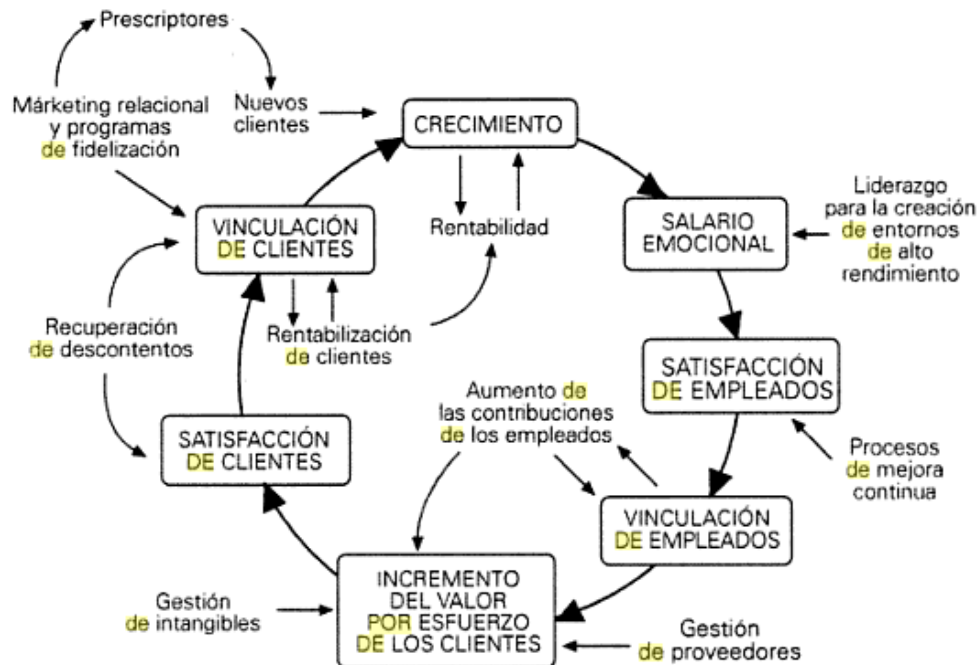 Prescriptores
Márketing relacional
y programas
de fidelización
Nuevos
clientes
CRECIMIENTO
VINCULACIÓN
DE CLIENTES
Rentabilidad
SALARIO
EMOCIONAL
Liderazgo
para la creación
de entornos
de alto
rendimiento
Recuperación
de descontentos
Rentabilización
de clientes
SATISFACCIÓN
DE EMPLEADOS
Aumento de
las contribuciones
de los empleados
SATISFACCIÓN
DE CLIENTES
Procesos
de mejora
continua
VINCULACIÓN
DE EMPLEADOS
INCREMENTO
DEL VALOR
POR ESFUERZO
DE LOS CLIENTES
Gestión
de intangibles
Gestión
de proveedores